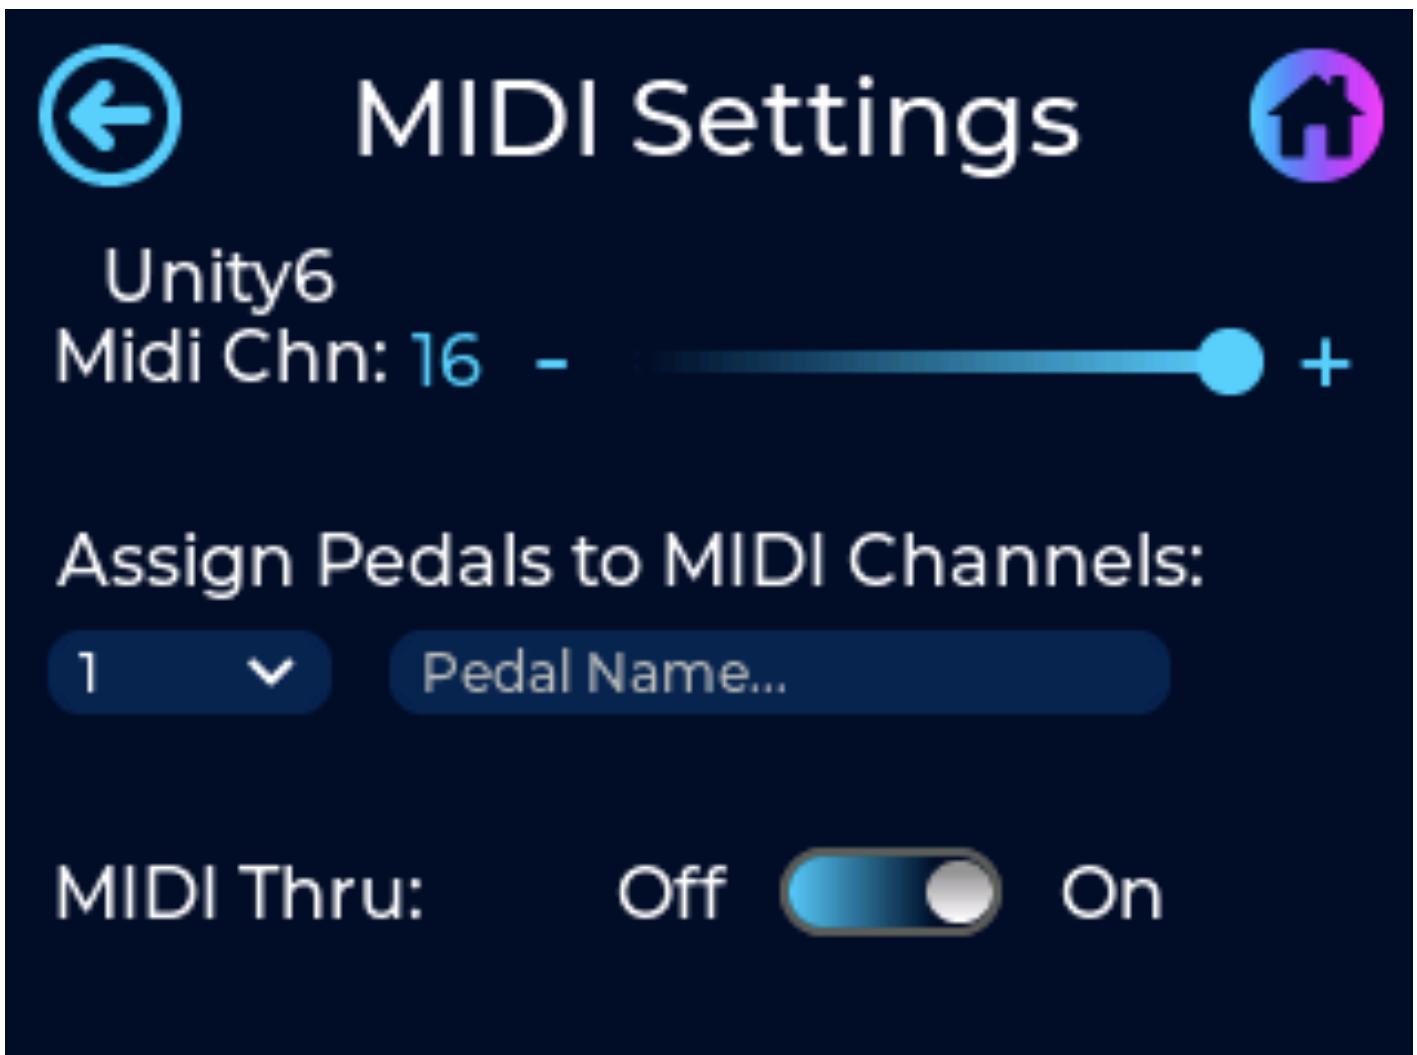 MIDI Settings
Unity6
Midi Chn: 16 - +
Assign Pedals to MIDI Channels:
1 Pedal Name...
MIDI Thru: Off On